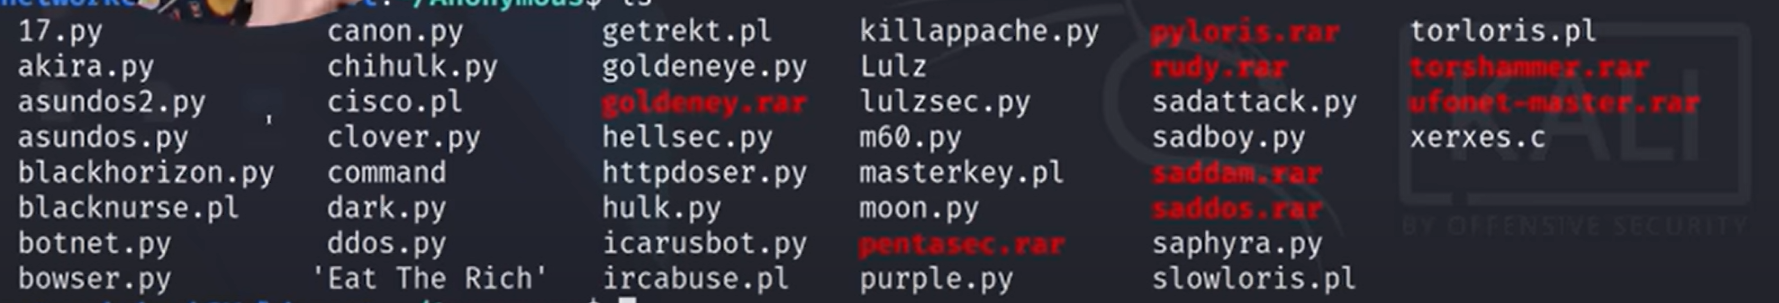 /Anonymous$ ls
17.py canon.py getrekt.pl killappache.py pyloris.rar torloris.pl
akira.py chihulk.py goldeneye.py Lulz rudy.rar torshammer.rar
asundos2.py cisco.pl goldeney.rar lulzsec.py sadattack.py ufonet-master.rar
asundos.py clover.py hellsec.py m60.py sadboy.py xerxes.c
blackhorizon.py command httpdoser.py masterkey.pl saddam.rar
blacknurse.pl dark.py hulk.py moon.py saddos.rar
botnet.py ddos.py icarusbot.py pentasec.rar saphyra.py
bowser.py 'Eat The Rich' ircabuse.pl purple.py slowloris.pl
KALI
BY OFFENSIVE SECURITY